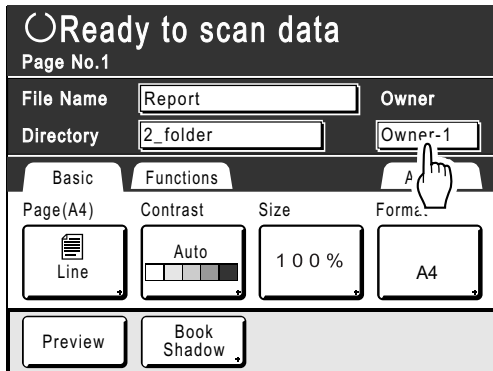 Ready to scan data
Page No.1
File Name Report Owner
Directory 2_folder Owner-1
Basic Functions
Page(A4) Contrast Size Format
Line Auto 100% A4
Preview Book
Shadow